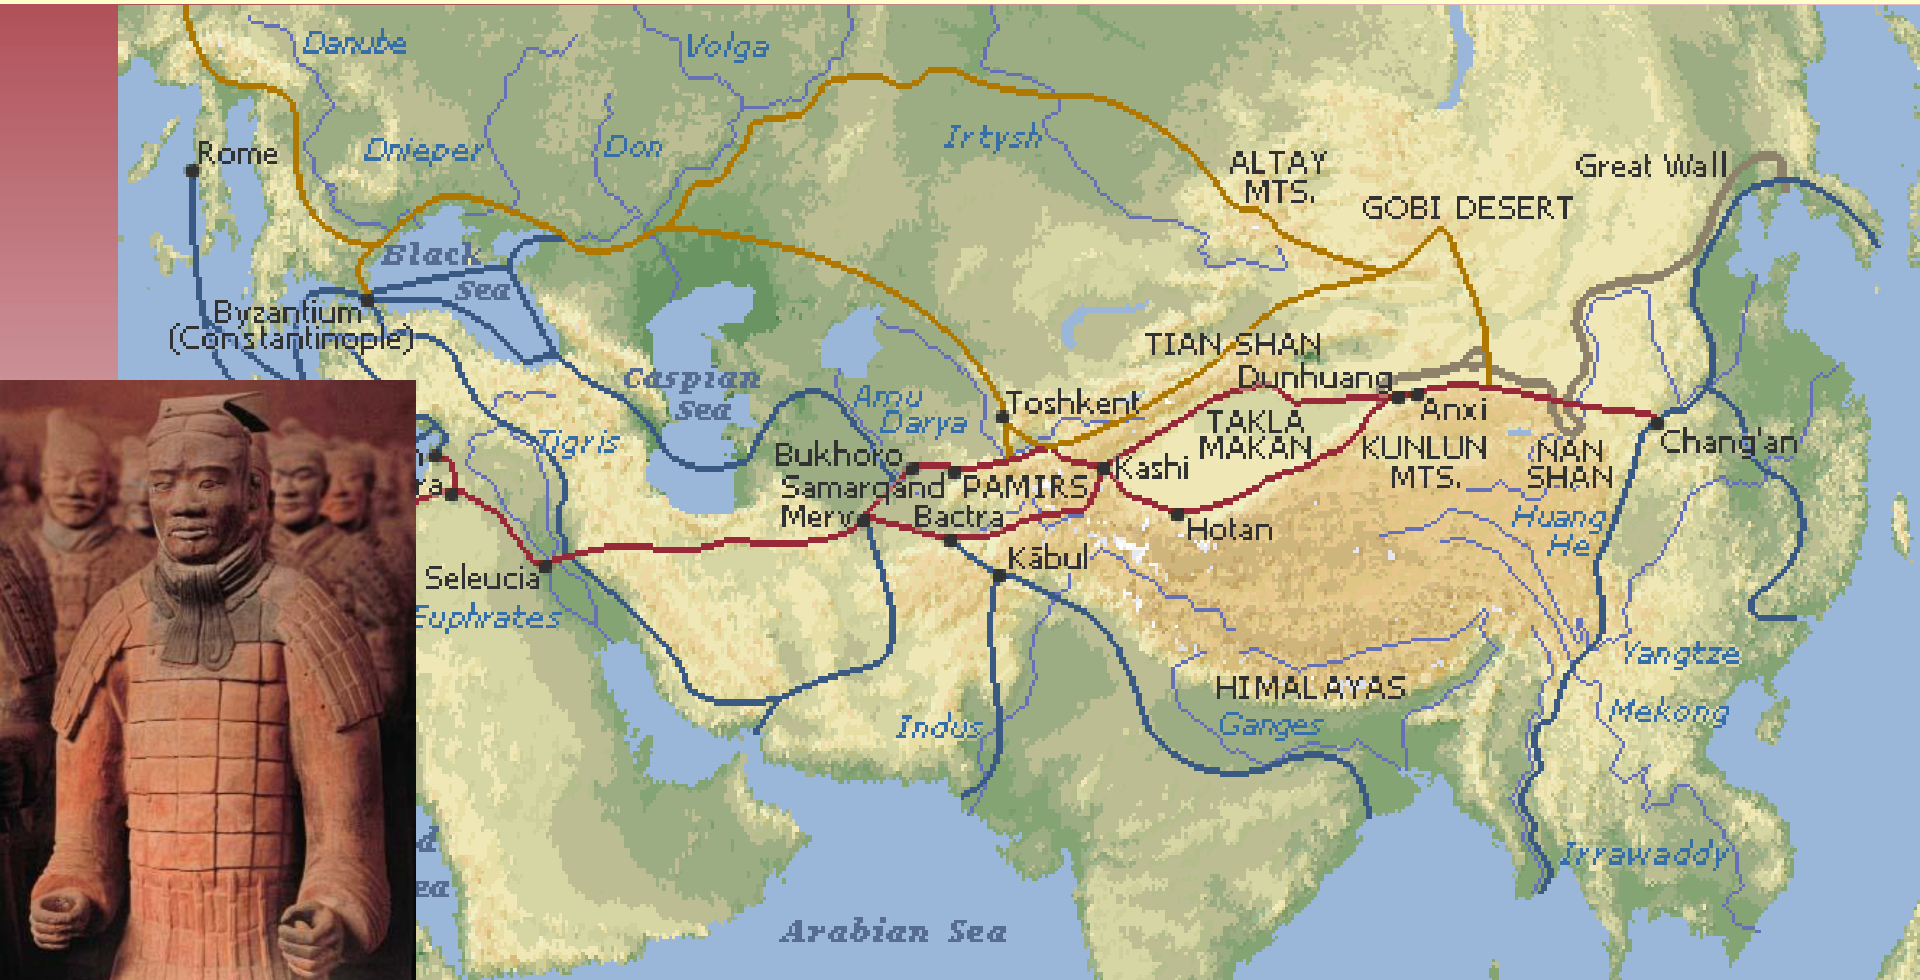 Danube
Volga
Dnieper
Don
Irtysh
Rome
ALTAY
MTS.
Great Wall
GOBI DESERT
Black
Sea
Byzantium
(Constantinople)
TIAN SHAN
Caspian
Sea
Dunhuang
Amu
Darya
Toshkent
TAKLA
MAKAN
Anxi
Tigris
Bukhoro
Kashi
KUNLUN
MTS.
NAN
SHAN
Chang'an
Samarqand
PAMIRS
Merv
Bactra
Hotan
Huang
He
Kābul
Seleucia
Euphrates
Yangtze
HIMALAYAS
Indus
Ganges
Mekong
Irrawaddy
Arabian Sea